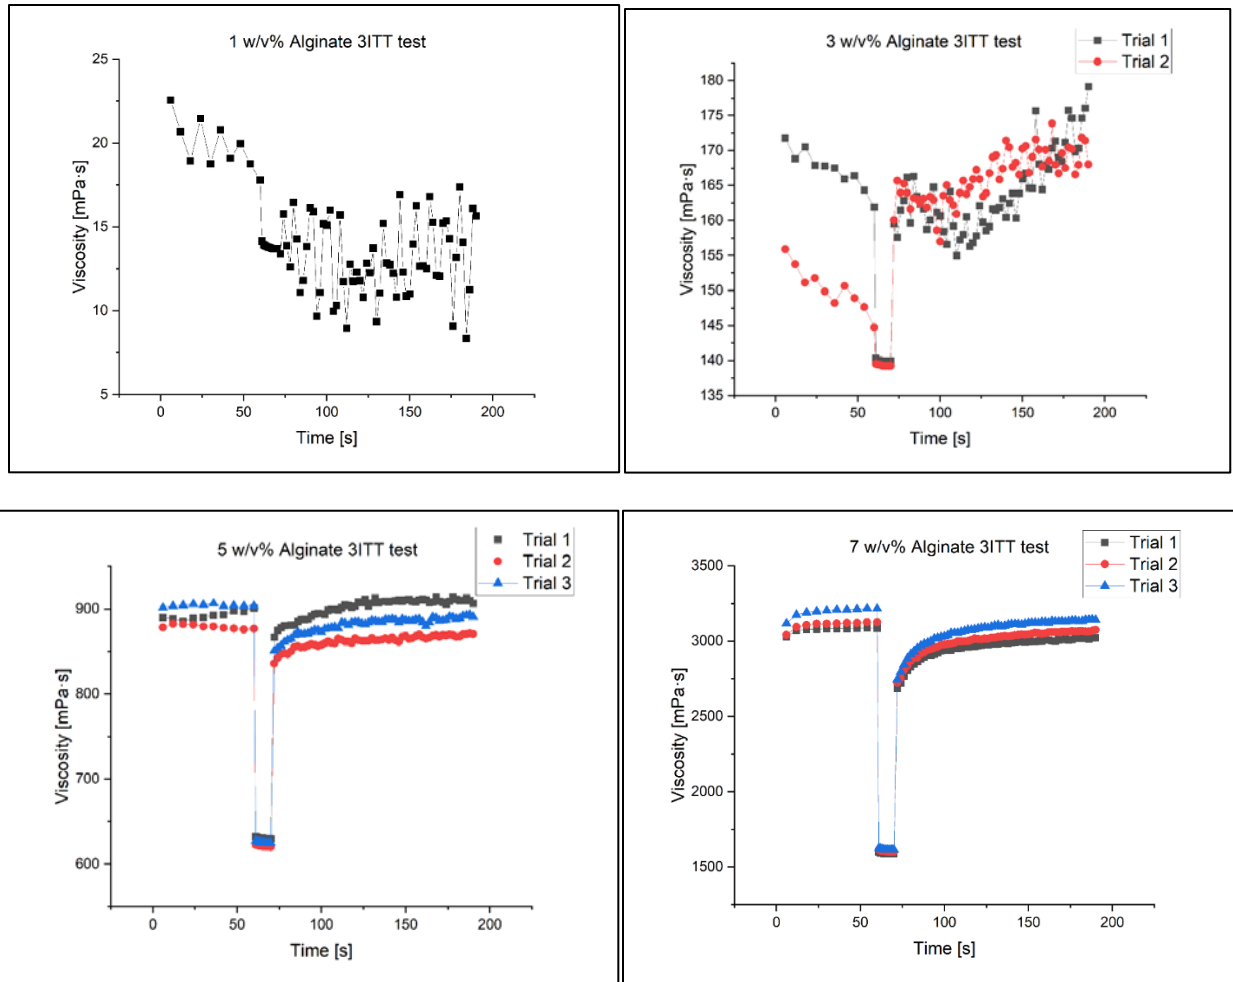 1 w/v% Alginate 3ITT test
25
20
15
10
5
Viscosity [mPa·s]
0
50
100
150
200
Time [s]
3 w/v% Alginate 3ITT test
Trial 1
Trial 2
180
175
170
165
160
155
150
145
140
135
Viscosity [mPa·s]
0
50
100
150
200
Time [s]
5 w/v% Alginate 3ITT test
Trial 1
Trial 2
Trial 3
900
800
700
600
Viscosity [mPa·s]
0
50
100
150
200
Time [s]
7 w/v% Alginate 3ITT test
Trial 1
Trial 2
Trial 3
3500
3000
2500
2000
1500
Viscosity [mPa·s]
0
50
100
150
200
Time [s]